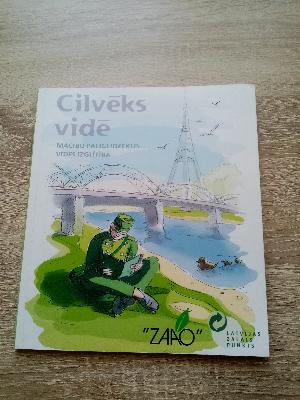 Cilvēks
vidē
MĀCĪBU PALĪGLĪDZEKLIS
VIDES IZGLĪTĪBĀ
"ZAAO"
LATVIJAS
ZAĻAIS
PUNKTS